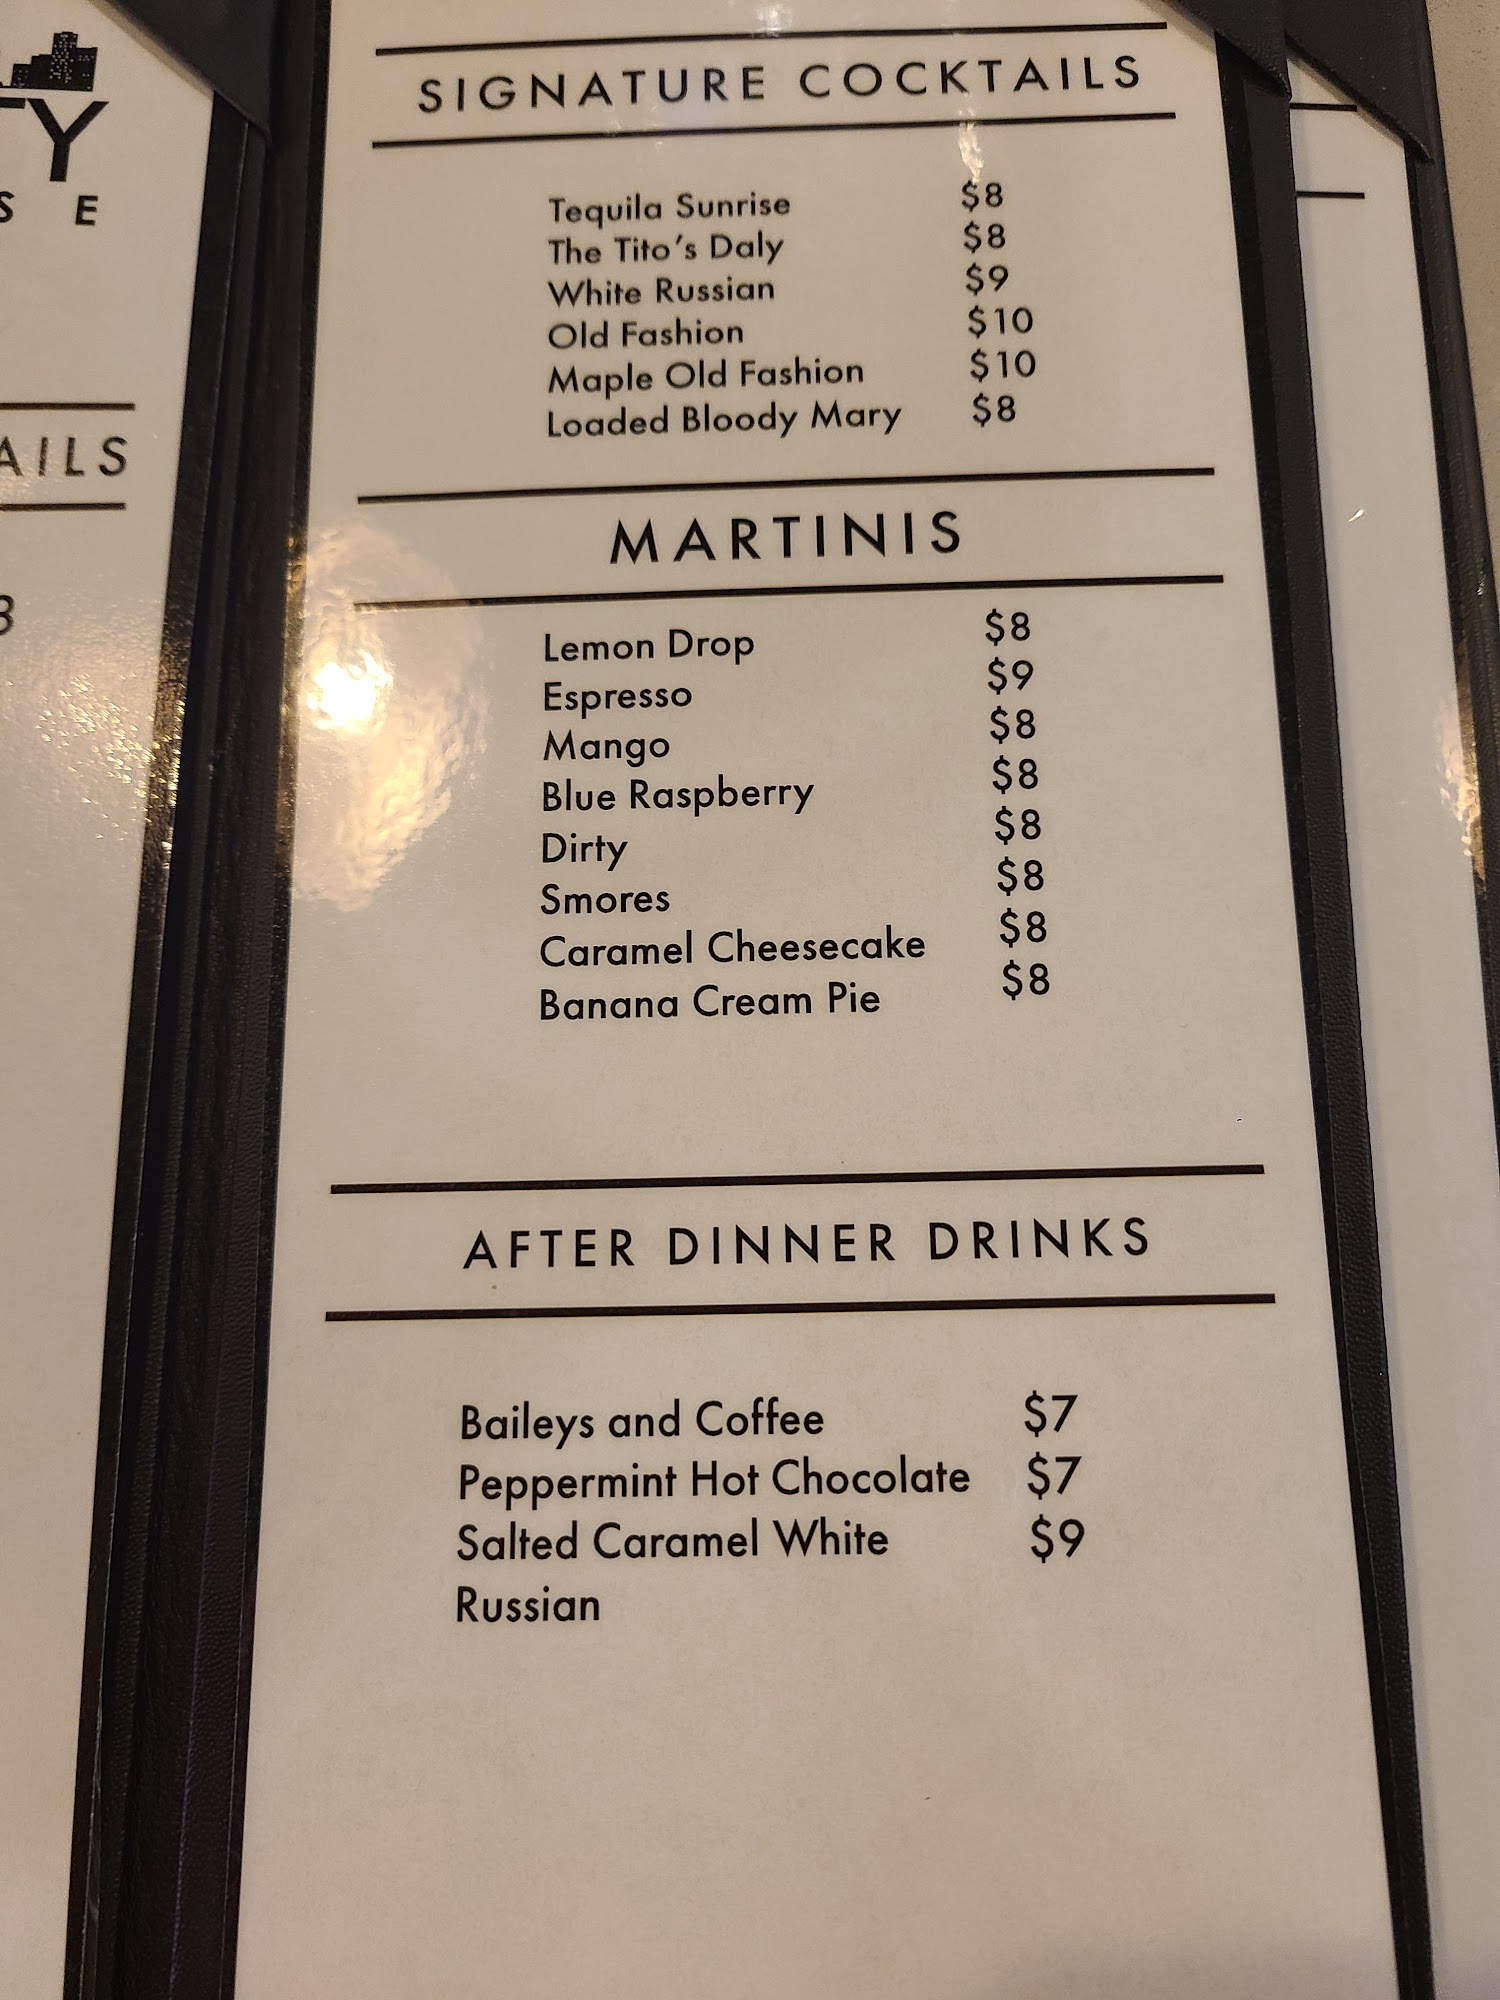 TY
S E
AILS
SIGNATURE COCKTAILS
Tequila Sunrise $8
The Tito's Daly $8
White Russian $9
Old Fashion $10
Maple Old Fashion $10
Loaded Bloody Mary $8
MARTINIS
Lemon Drop $8
Espresso $9
Mango $8
Blue Raspberry $8
Dirty $8
Smores $8
Caramel Cheesecake $8
Banana Cream Pie $8
AFTER DINNER DRINKS
Baileys and Coffee $7
Peppermint Hot Chocolate $7
Salted Caramel White $9
Russian